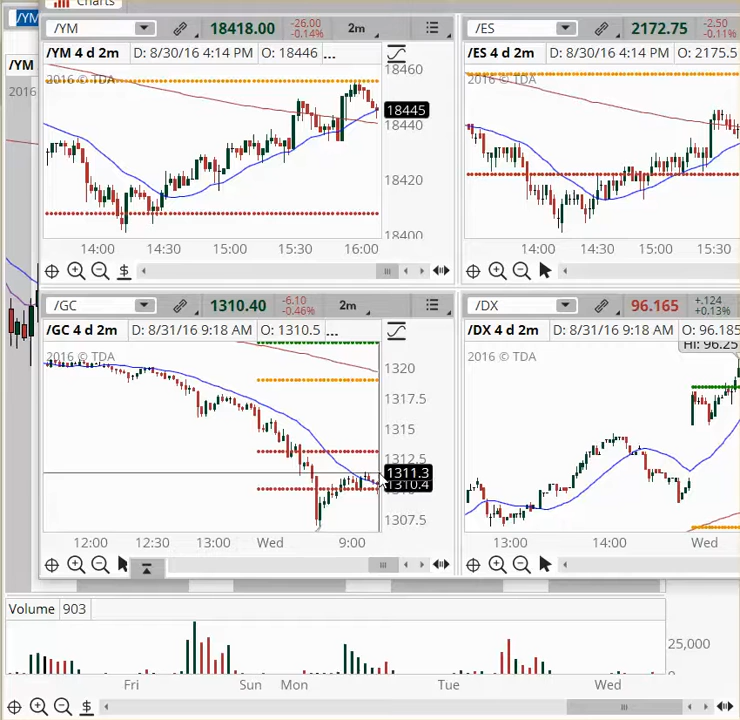 Charts
/YM
/YM
18418.00
-26.00
-0.14%
2m
/ES
2172.75
-2.50
-0.11%
/YM 4 d 2m
D: 8/30/16 4:14 PM
O: 18446
...
/ES 4 d 2m
D: 8/30/16 4:14 PM
O: 2175.5
/YM
2016
2016 © TDA
18460
18445
18440
18420
18400
2016 © TDA
14:00
14:30
15:00
15:30
16:00
14:00
14:30
15:00
15:30
$
/GC
1310.40
-6.10
-0.46%
2m
/DX
96.165
+.124
+0.13%
/GC 4 d 2m
D: 8/31/16 9:18 AM
O: 1310.5
...
/DX 4 d 2m
D: 8/31/16 9:18 AM
O: 96.185
2016 © TDA
1320
1317.5
1315
1312.5
1311.3
1310.4
1307.5
2016 © TDA
Hi: 96.25
12:00
12:30
13:00
Wed
9:00
13:00
14:00
Wed
Volume
903
25,000
Fri
Sun
Mon
Tue
Wed
$